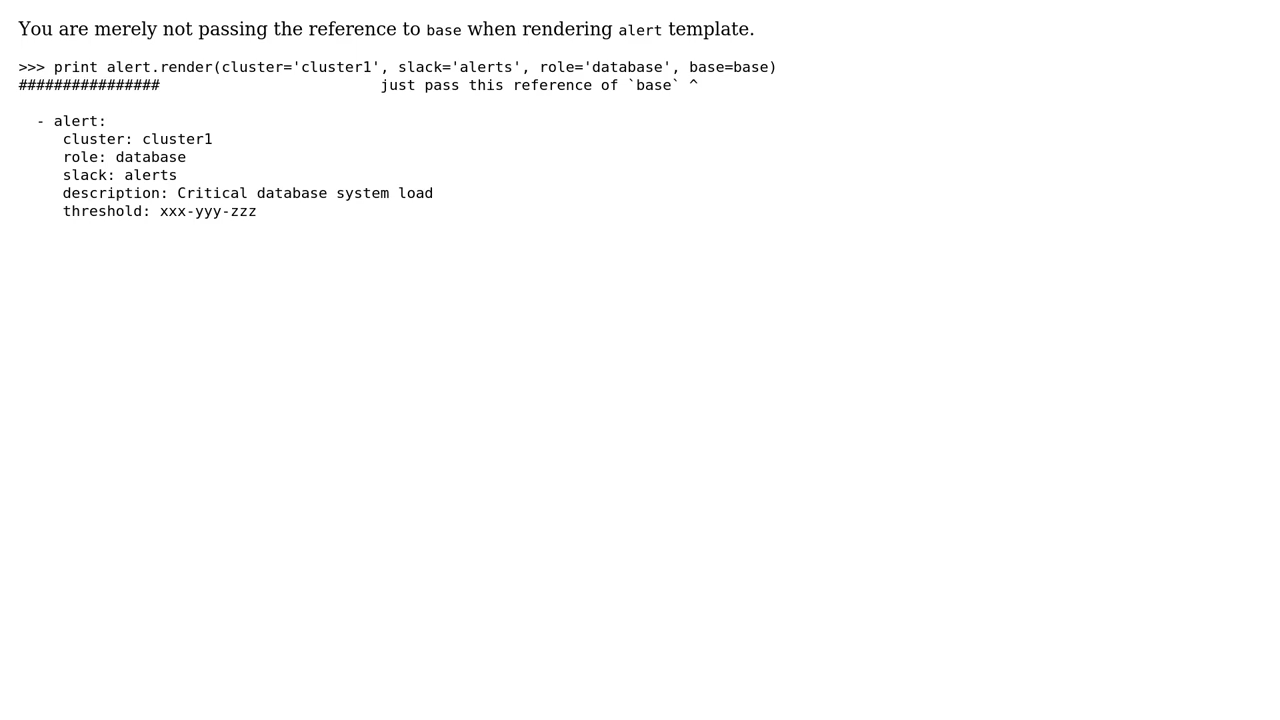 You are merely not passing the reference to base when rendering alert template.
>>> print alert.render(cluster='cluster1', slack='alerts', role='database', base=base)
################                         just pass this reference of `base` ^
  - alert:
     cluster: cluster1
     role: database
     slack: alerts
     description: Critical database system load
     threshold: xxx-yyy-zzz